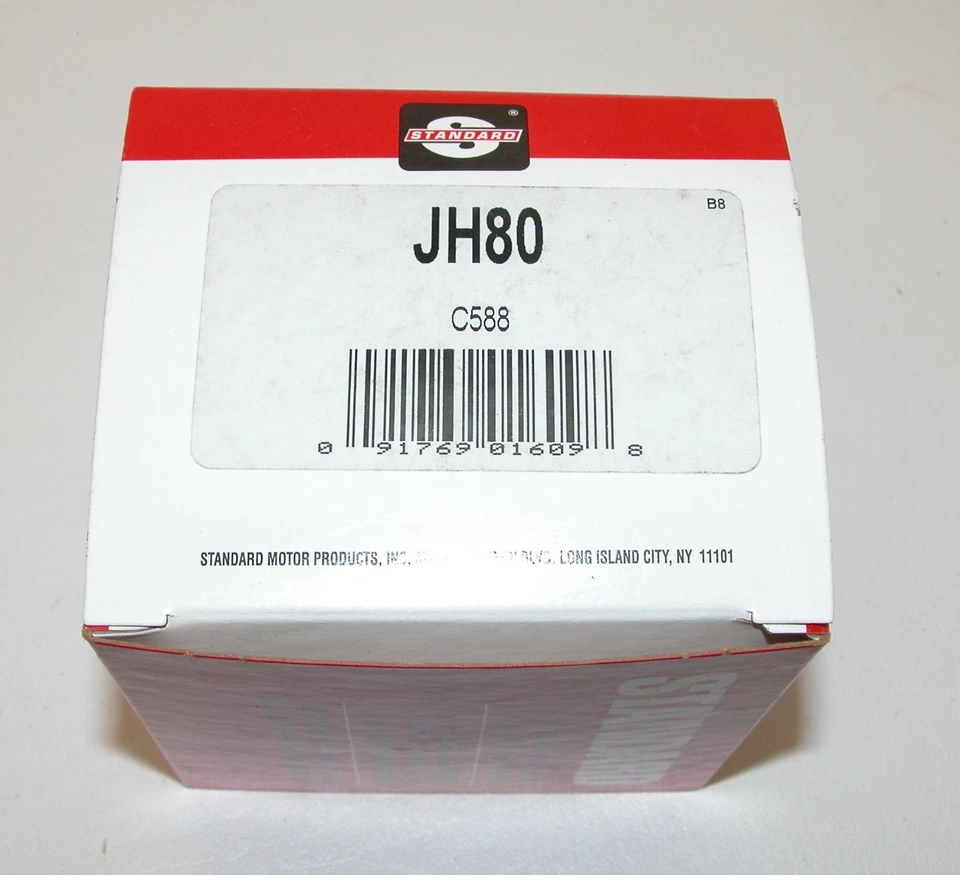 STANDARD ®
B8
JH80
C588
0 91769 01609 8
STANDARD MOTOR PRODUCTS, INC. BLVD. LONG ISLAND CITY, NY 11101
STANDARD